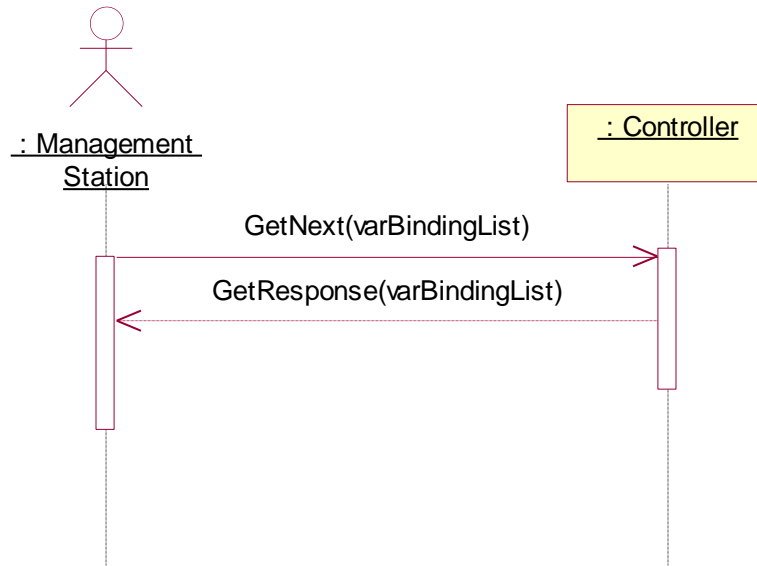 : Management
Station
: Controller
GetNext(varBindingList)
GetResponse(varBindingList)